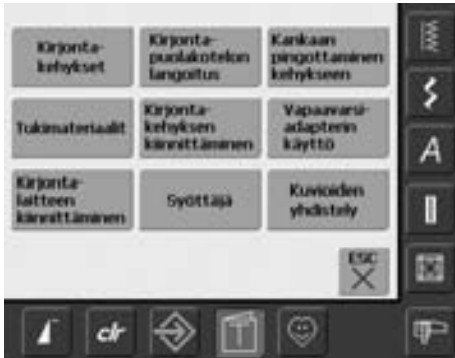 Kirjonta-
kehykset
Kirjonta-
puolakotelon
langoitus
Kankaan
pingottaminen
kehykseen
Tukimateriaalit
Kirjonta-
kehyksen
kiinnittäminen
Vapaavarsi-
adapterin
käyttö
Kirjonta-
laitteen
kiinnittäminen
Syöttäjä
Kuvioiden
yhdistely
ESC
A
clr